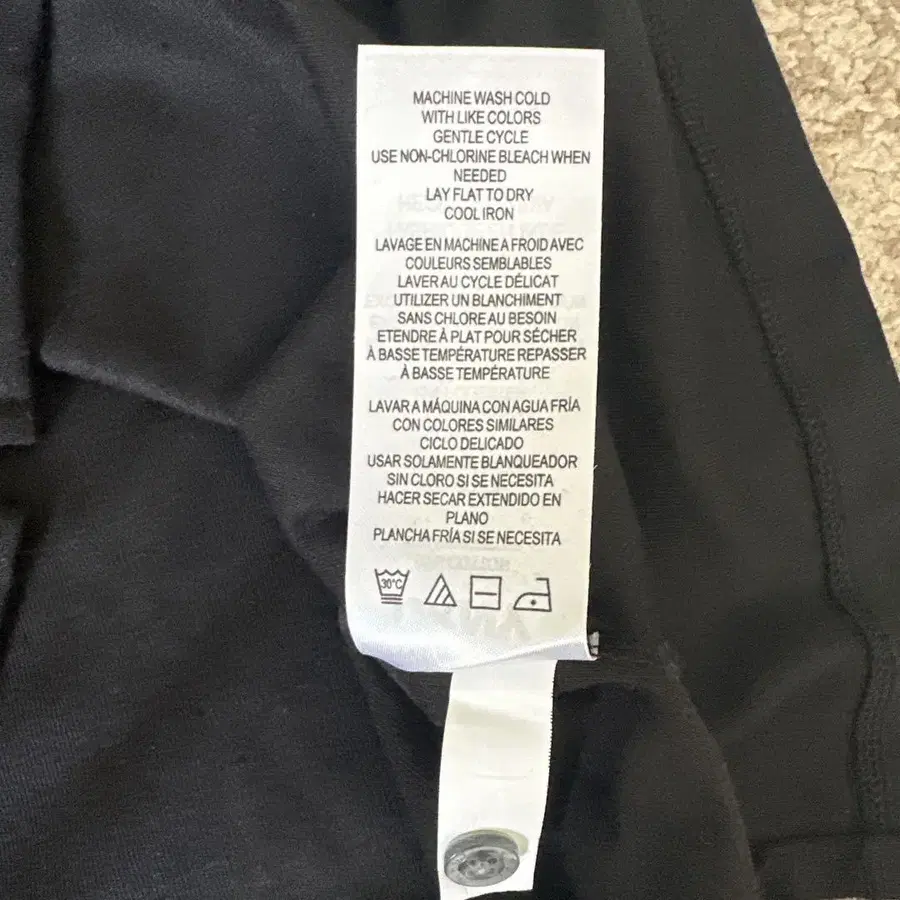 MACHINE WASH COLD
WITH LIKE COLORS
GENTLE CYCLE
USE NON-CHLORINE BLEACH WHEN
NEEDED
LAY FLAT TO DRY
COOL IRON
LAVAGE EN MACHINE A FROID AVEC
COULEURS SEMBLABLES
LAVER AU CYCLE DÉLICAT
UTILIZER UN BLANCHIMENT
SANS CHLORE AU BESOIN
ETENDRE À PLAT POUR SÉCHER
À BASSE TEMPÉRATURE REPASSER
À BASSE TEMPÉRATURE
LAVAR A MÁQUINA CON AGUA FRÍA
CON COLORES SIMILARES
CICLO DELICADO
USAR SOLAMENTE BLANQUEADOR
SIN CLORO SI SE NECESITA
HACER SECAR EXTENDIDO EN
PLANO
PLANCHA FRÍA SI SE NECESITA
30°C